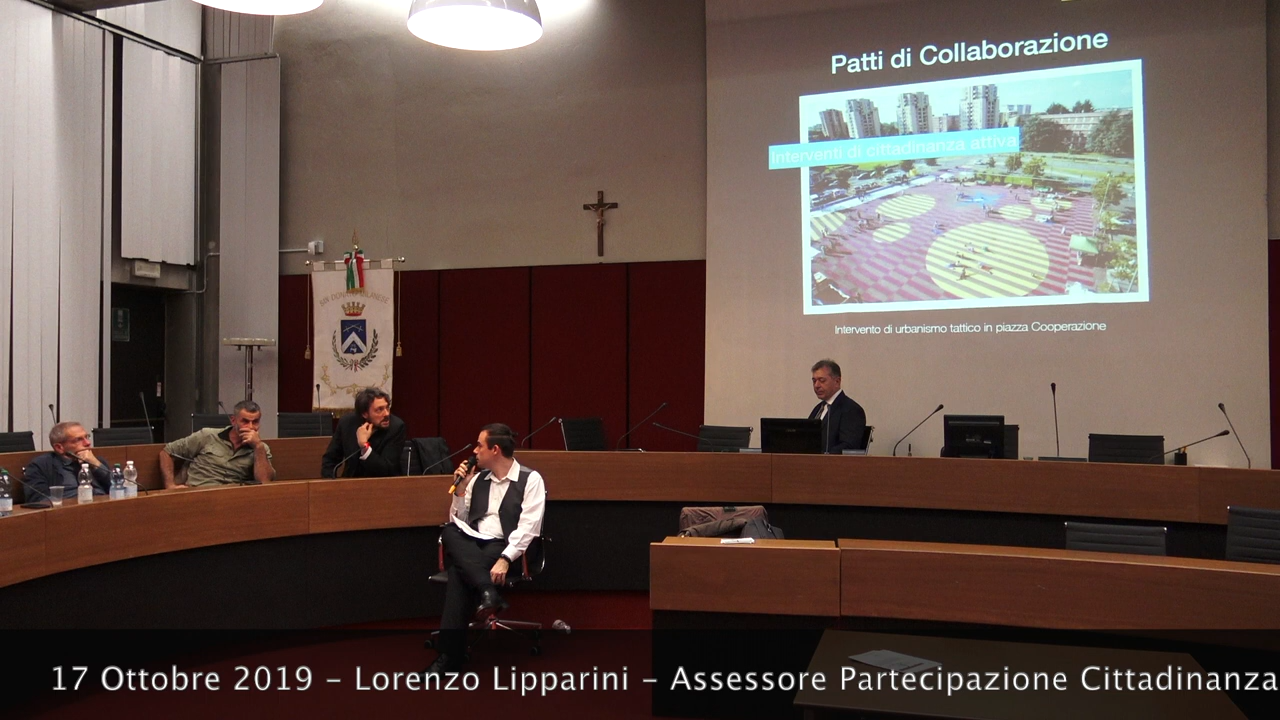 Patti di Collaborazione
Interventi di cittadinanza attiva
Intervento di urbanismo tattico in piazza Cooperazione
17 Ottobre 2019 - Lorenzo Lipparini - Assessore Partecipazione Cittadinanza